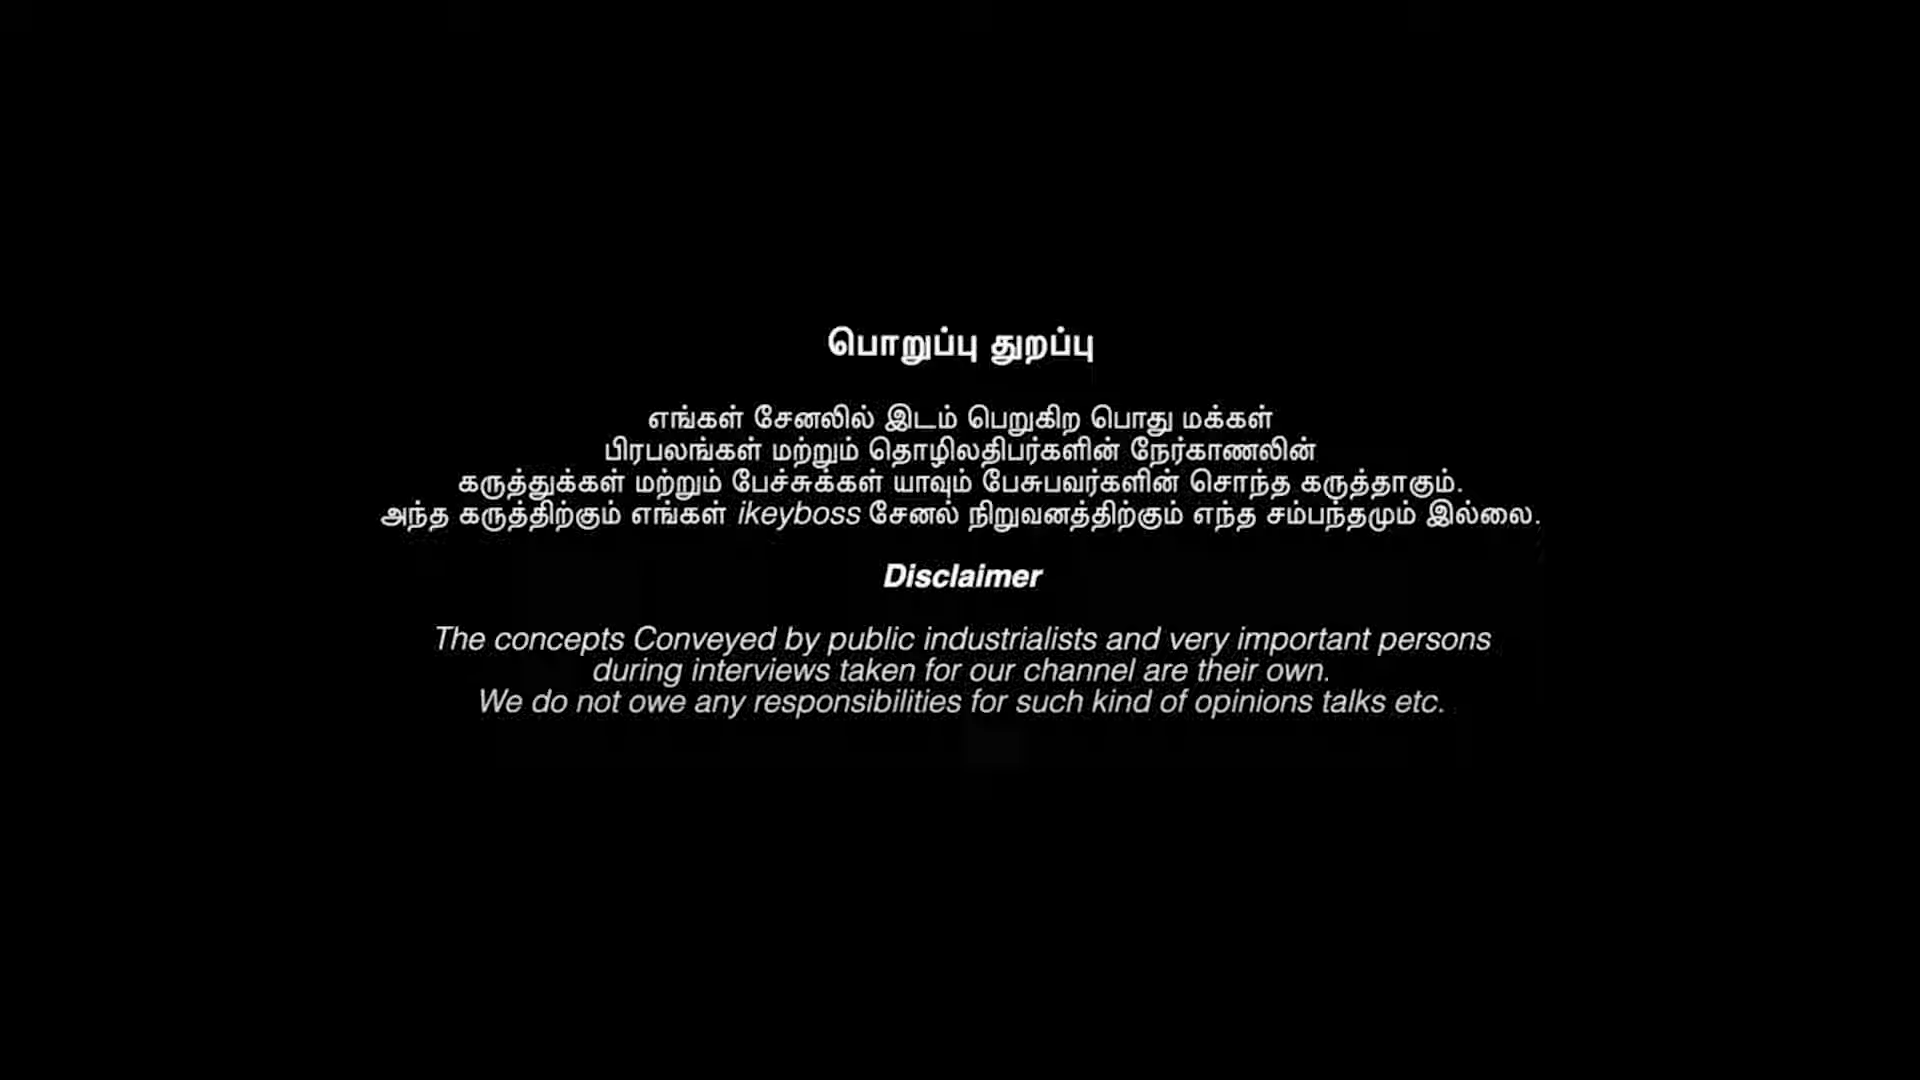 பொறுப்பு துறப்பு
எங்கள் சேனலில் இடம் பெறுகிற பொது மக்கள்
பிரபலங்கள் மற்றும் தொழிலதிபர்களின் நேர்காணலின்
கருத்துக்கள் மற்றும் பேச்சுக்கள் யாவும் பேசுபவர்களின் சொந்த கருத்தாகும்.
அந்த கருத்திற்கும் எங்கள் ikeyboss சேனல் நிறுவனத்திற்கும் எந்த சம்பந்தமும் இல்லை.
Disclaimer
The concepts Conveyed by public industrialists and very important persons
during interviews taken for our channel are their own.
We do not owe any responsibilities for such kind of opinions talks etc.